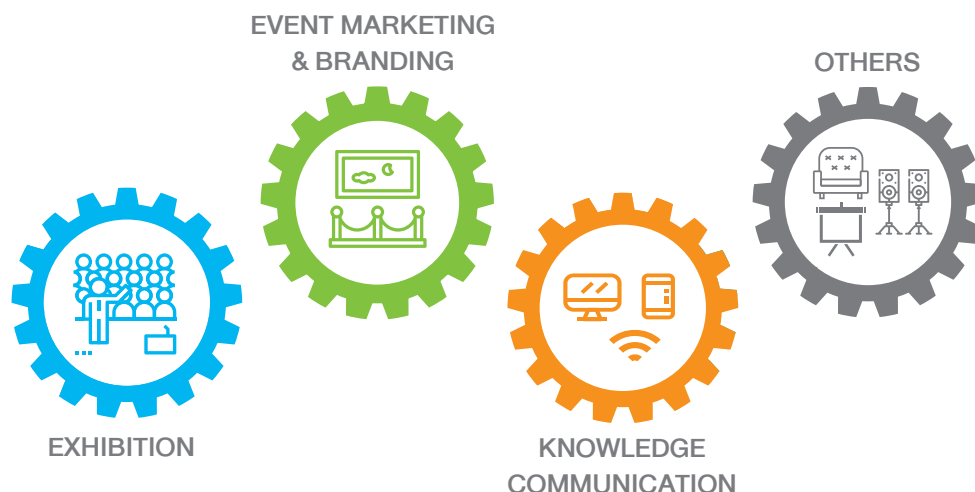 EVENT MARKETING
& BRANDING
OTHERS
EXHIBITION
KNOWLEDGE
COMMUNICATION